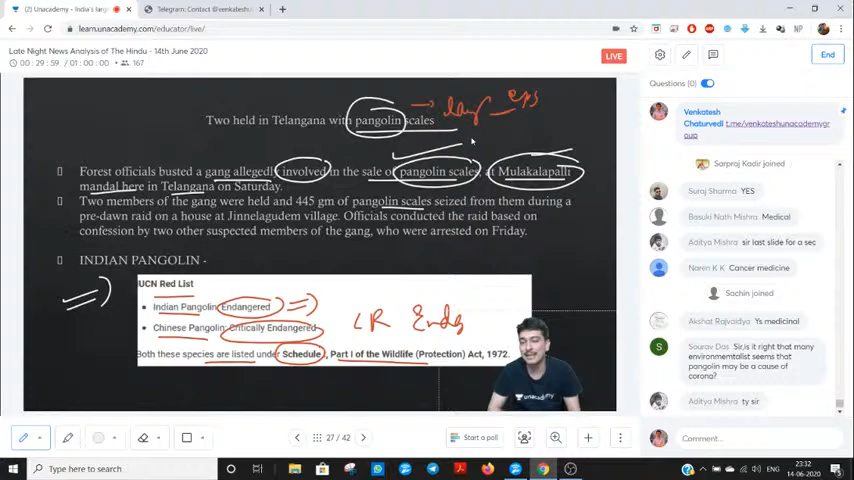 (2) Unacademy - India's larg
Telegram: Contact @venkateshc
unacademy.com/educator/live/
NP
Late Night News Analysis of The Hindu - 14th June 2020
00:29:59 / 01:00:00 • 167
LIVE
End
Two held in Telangana with pangolin scales
Forest officials busted a gang allegedly involved in the sale of pangolin scales, at Mulakalapalli
mandal here in Telangana on Saturday.
Two members of the gang were held and 445 gm of pangolin scales seized from them during a
pre-dawn raid on a house at Jinnelagudem village. Officials conducted the raid based on
confession by two other suspected members of the gang, who were arrested on Friday.
INDIAN PANGOLIN -
UCN Red List
Indian Pangolin: Endangered
Chinese Pangolin: Critically Endangered
Both these species are listed under Schedule , Part I of the Wildlife (Protection) Act, 1972.
unacademy
Questions (0)
Venkatesh
Chaturvedi t.me/venkateshunacademygr
oup
Sarproj Kadir joined
Suraj Sharma YES
Basuki Nath Mishra Medical
Aditya Mishra sir last slide for a sec
Naren K K Cancer medicine
Sachin joined
Akshat Rajvaidya Ys medicinal
S
Sourav Das Sir,is it right that many
environmemtalist seems that
pangolin may be a cause of
corona?
Aditya Mishra ty sir
27 / 42
Start a poll
Comment...
Type here to search
ENG
23:32
14-06-2020